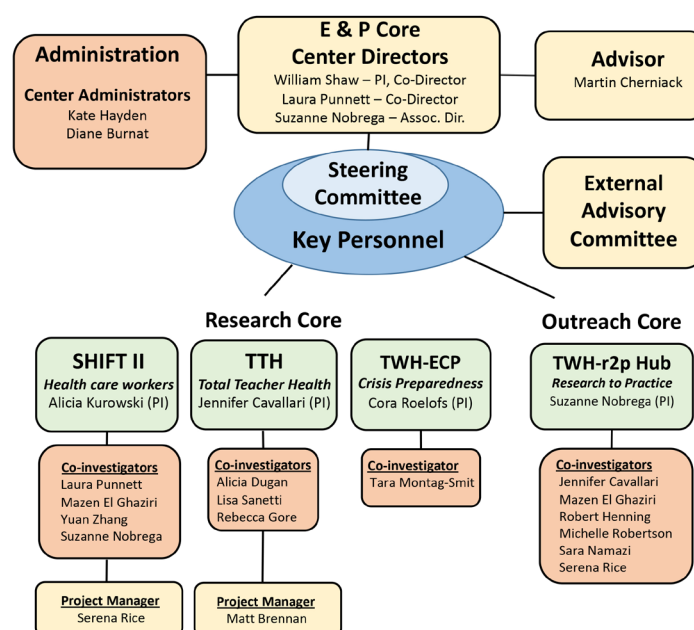 Administration
Center Administrators
Kate Hayden
Diane Burnat
E & P Core
Center Directors
William Shaw – PI, Co-Director
Laura Punnett – Co-Director
Suzanne Nobrega – Assoc. Dir.
Advisor
Martin Cherniack
Steering
Committee
Key Personnel
External
Advisory
Committee
Research Core
Outreach Core
SHIFT II
Health care workers
Alicia Kurowski (PI)
TTH
Total Teacher Health
Jennifer Cavallari (PI)
TWH-ECP
Crisis Preparedness
Cora Roelofs (PI)
TWH-r2p Hub
Research to Practice
Suzanne Nobrega (PI)
Co-investigators
Laura Punnett
Mazen El Ghaziri
Yuan Zhang
Suzanne Nobrega
Co-investigators
Alicia Dugan
Lisa Sanetti
Rebecca Gore
Co-investigator
Tara Montag-Smit
Co-investigators
Jennifer Cavallari
Mazen El Ghaziri
Robert Henning
Michelle Robertson
Sara Namazi
Serena Rice
Project Manager
Serena Rice
Project Manager
Matt Brennan